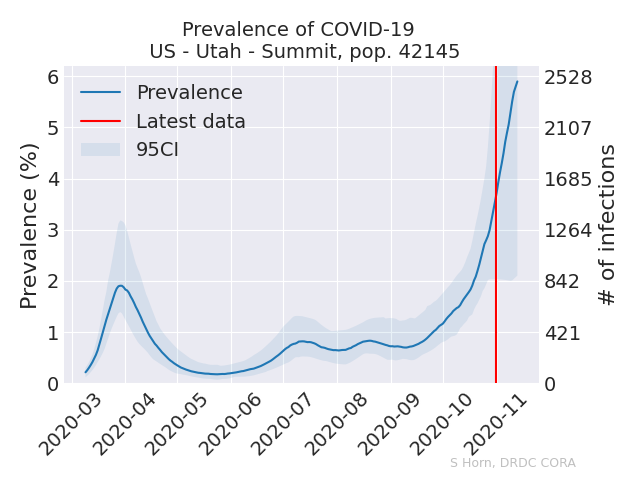 Prevalence of COVID-19
US - Utah - Summit, pop. 42145
Prevalence
Latest data
95CI
Prevalence (%)
6
5
4
3
2
1
0
2528
2107
1685
1264
842
421
0
# of infections
2020-03
2020-04
2020-05
2020-06
2020-07
2020-08
2020-09
2020-10
2020-11
S Horn, DRDC CORA